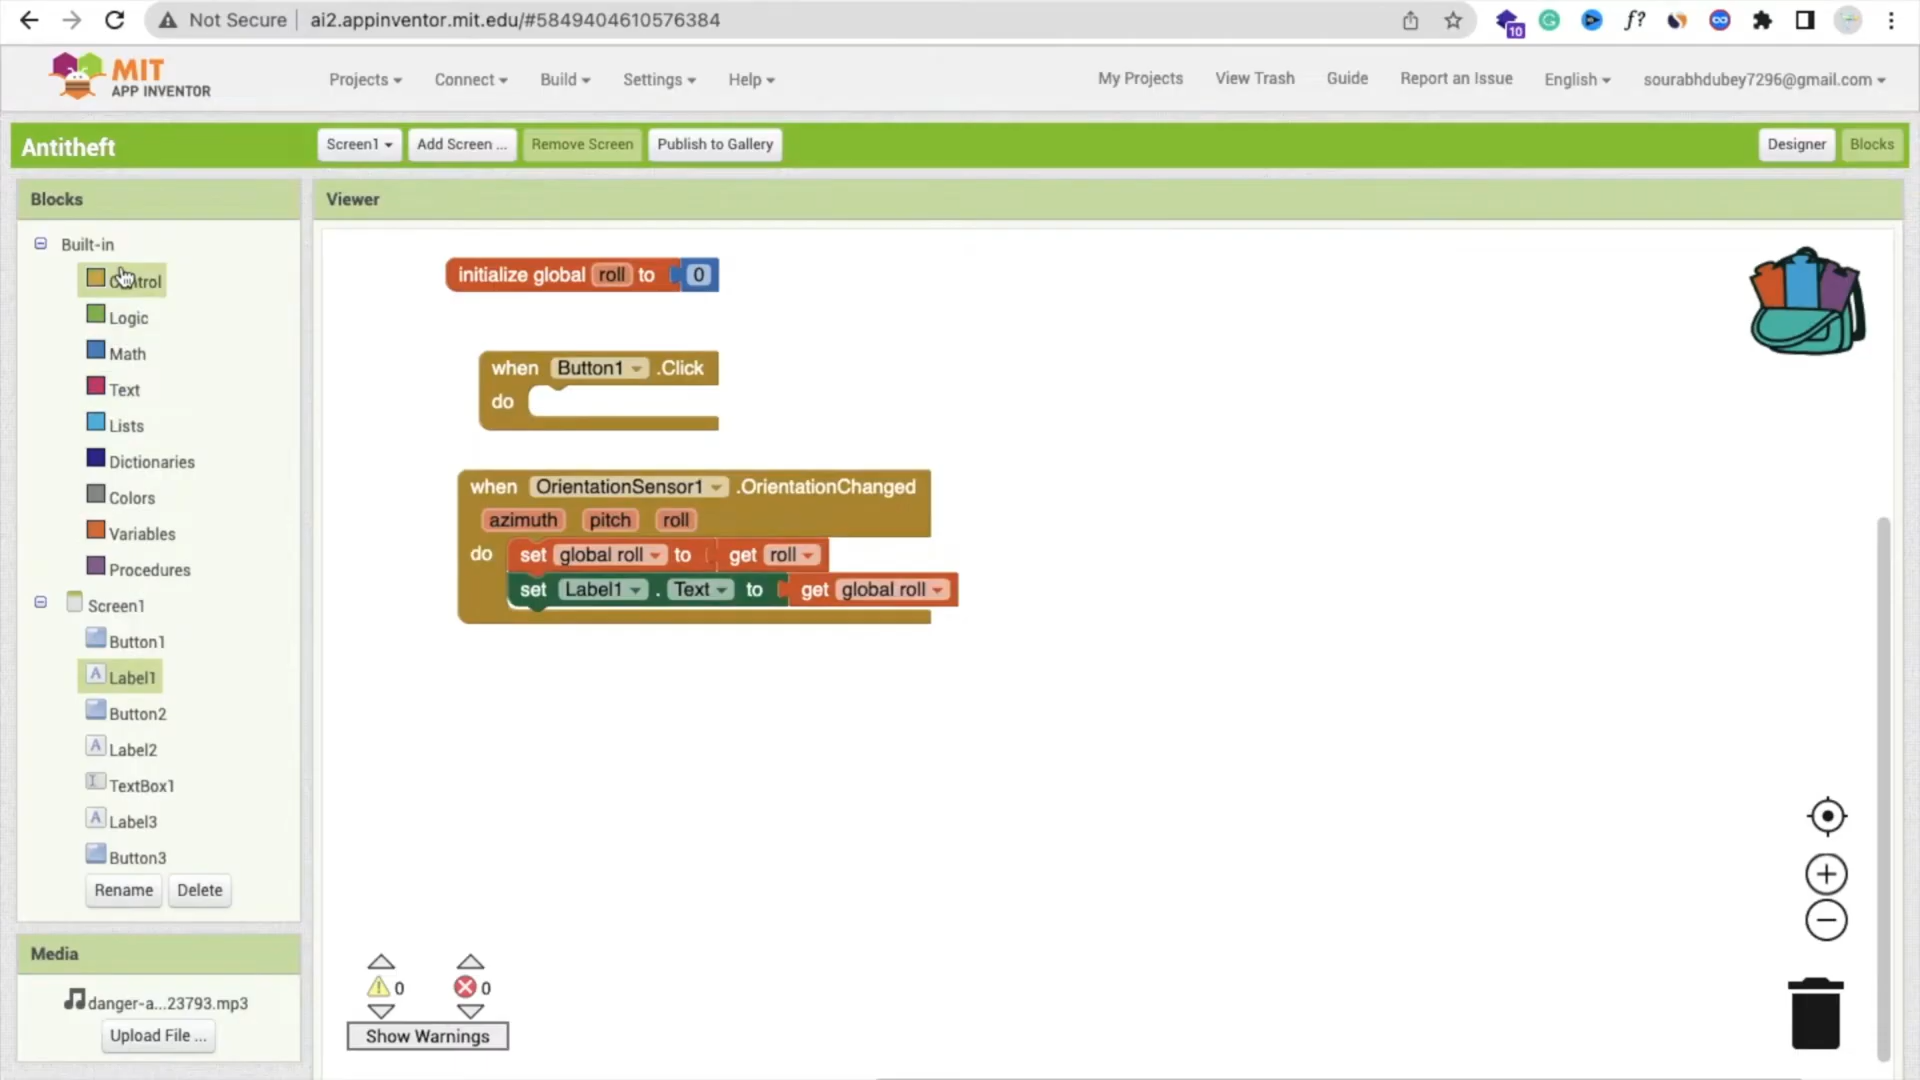 Not Secure
ai2.appinventor.mit.edu/#5849404610576384
10
f?
MIT
APP INVENTOR
Projects
Connect
Build
Settings
Help
My Projects
View Trash
Guide
Report an Issue
English
sourabhdubey7296@gmail.com
Antitheft
Screen1
Add Screen ...
Remove Screen
Publish to Gallery
Designer
Blocks
Blocks
Viewer
Built-in
Control
Logic
Math
Text
Lists
Dictionaries
Colors
Variables
Procedures
Screen1
Button1
A Label1
Button2
A Label2
TextBox1
A Label3
Button3
Rename
Delete
Media
danger-a...23793.mp3
Upload File ...
initialize global roll to 0
when Button1 .Click
do
when OrientationSensor1 .OrientationChanged
azimuth pitch roll
do set global roll to get roll
set Label1 . Text to get global roll
0
0
Show Warnings